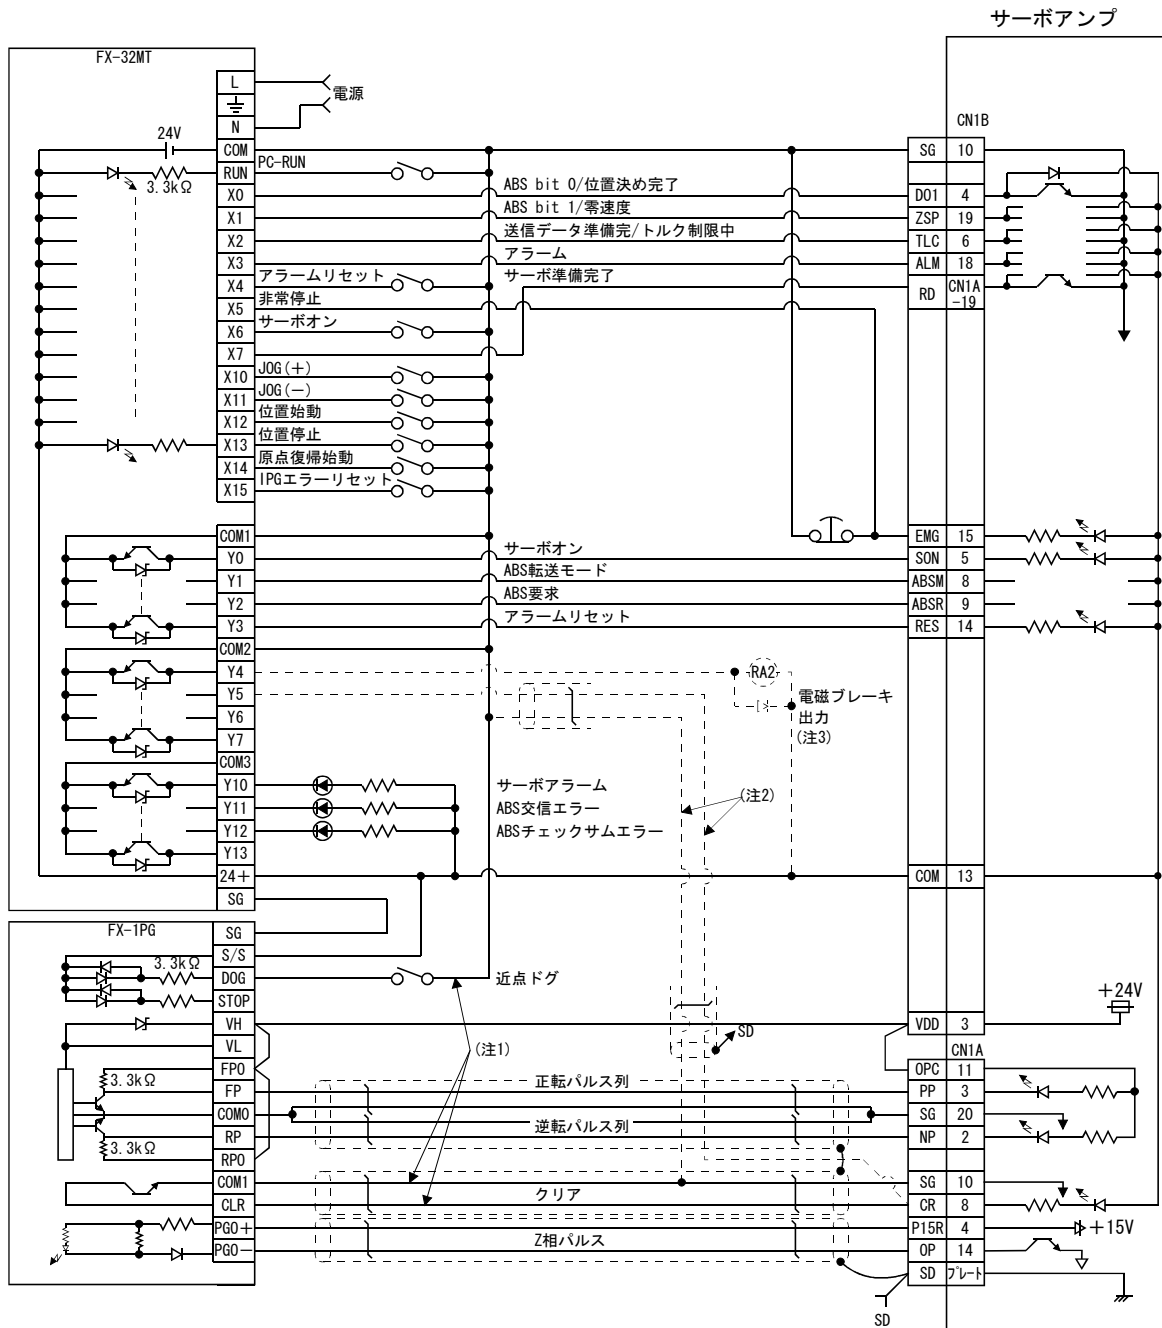 サーボアンプ
FX-32MT
L
電源
N
CN1B
24V
COM
SG 10
RUN PC-RUN
3.3kΩ
X0 ABS bit 0/位置決め完了 DO1 4
X1 ABS bit 1/零速度 ZSP 19
X2 送信データ準備完/トルク制限中 TLC 6
X3 アラーム ALM 18
X4 アラームリセット サーボ準備完了 RD CN1A-19
X5 非常停止
X6 サーボオン
X7
X10 JOG(+)
X11 JOG(-)
X12 位置始動
X13 位置停止
X14 原点復帰始動
X15 IPGエラーリセット
COM1 EMG 15
Y0 サーボオン SON 5
Y1 ABS転送モード ABSM 8
Y2 ABS要求 ABSR 9
Y3 アラームリセット RES 14
COM2
Y4 RA2
Y5 電磁ブレーキ
Y6 出力
Y7 (注3)
COM3
Y10 サーボアラーム (注2)
Y11 ABS交信エラー
Y12 ABSチェックサムエラー
Y13
24+ COM 13
SG
FX-1PG
SG
S/S
3.3kΩ
DOG 近点ドグ
STOP
+24V
VH VDD 3
SD
VL (注1) CN1A
FPO OPC 11
3.3kΩ
FP 正転パルス列 PP 3
COM0 SG 20
RP 逆転パルス列 NP 2
3.3kΩ
RPO
COM1 SG 10
CLR クリア CR 8
PGO+ P15R 4 +15V
PGO- Z相パルス OP 14
SD プレート
SD